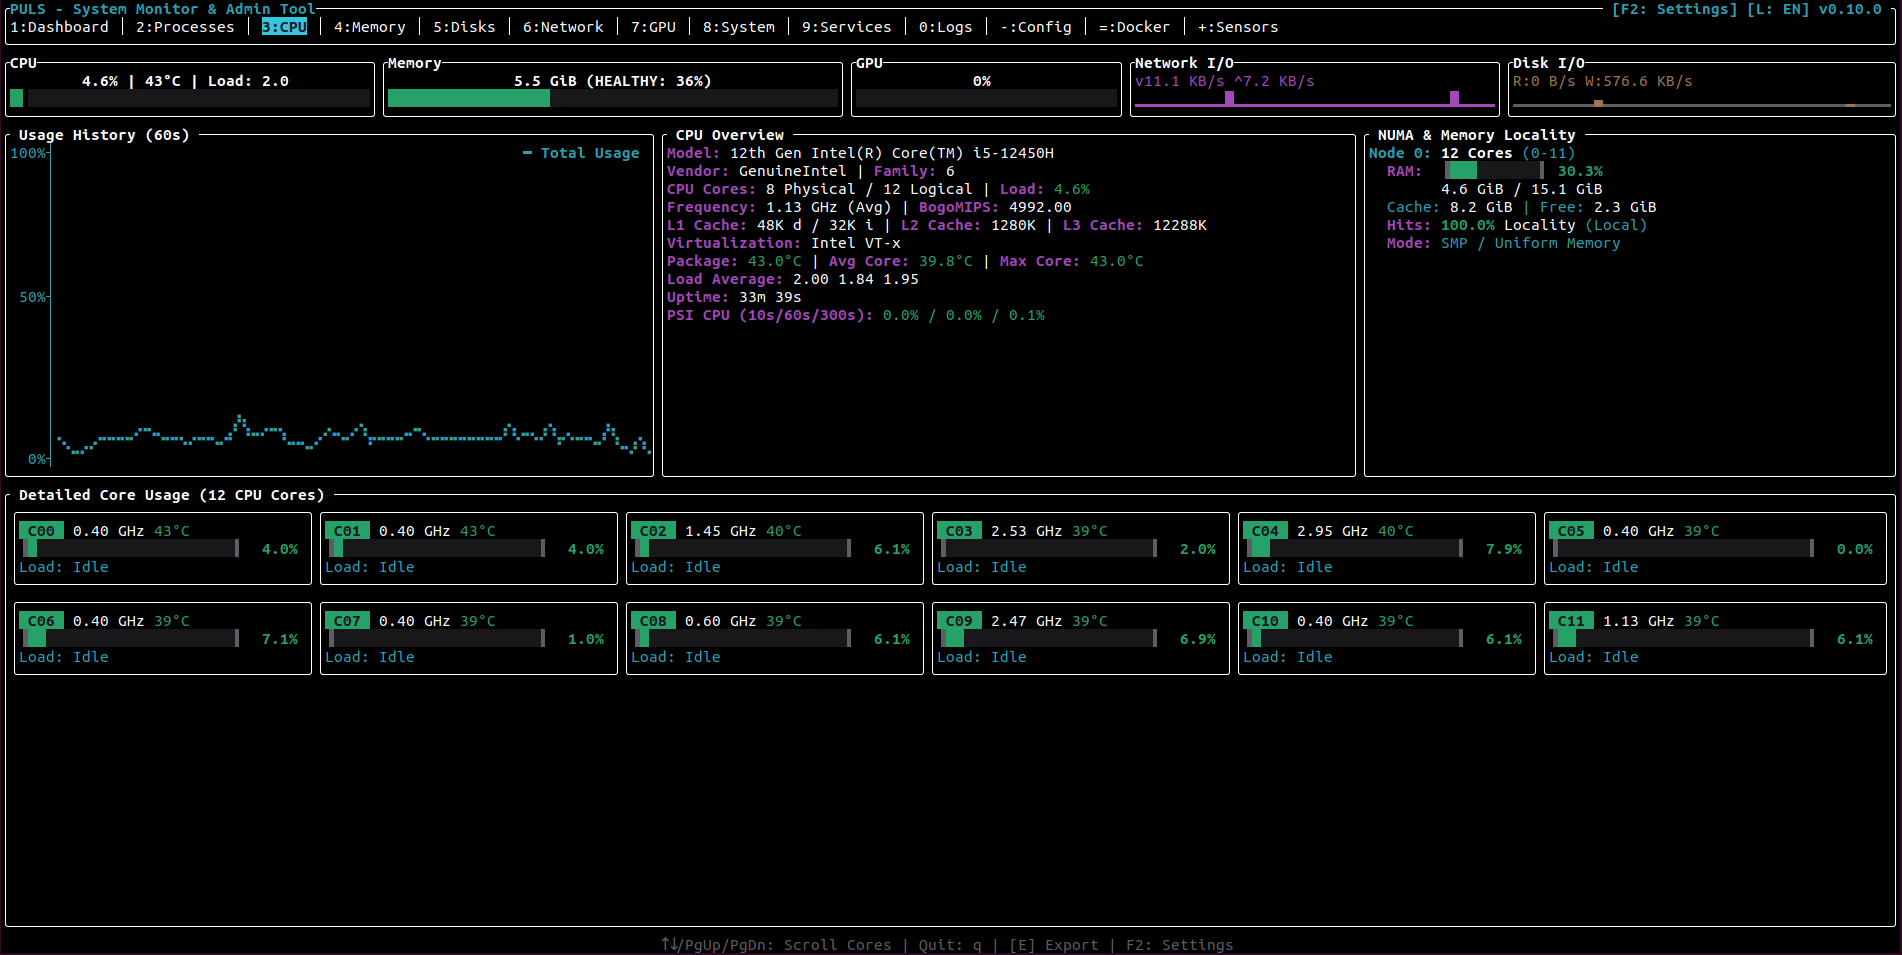 PULS - System Monitor & Admin Tool [F2: Settings] [L: EN] v0.10.0
1:Dashboard | 2:Processes | 3:CPU | 4:Memory | 5:Disks | 6:Network | 7:GPU | 8:System | 9:Services | 0:Logs | -:Config | =:Docker | +:Sensors
CPU
4.6% | 43°C | Load: 2.0
Memory
5.5 GiB (HEALTHY: 36%)
GPU
0%
Network I/O
v11.1 KB/s ^7.2 KB/s
Disk I/O
R:0 B/s W:576.6 KB/s
Usage History (60s)
100%
Total Usage
50%
0%
CPU Overview
Model: 12th Gen Intel(R) Core(TM) i5-12450H
Vendor: GenuineIntel | Family: 6
CPU Cores: 8 Physical / 12 Logical | Load: 4.6%
Frequency: 1.13 GHz (Avg) | BogoMIPS: 4992.00
L1 Cache: 48K d / 32K i | L2 Cache: 1280K | L3 Cache: 12288K
Virtualization: Intel VT-x
Package: 43.0°C | Avg Core: 39.8°C | Max Core: 43.0°C
Load Average: 2.00 1.84 1.95
Uptime: 33m 39s
PSI CPU (10s/60s/300s): 0.0% / 0.0% / 0.1%
NUMA & Memory Locality
Node 0: 12 Cores (0-11)
RAM: 30.3%
4.6 GiB / 15.1 GiB
Cache: 8.2 GiB | Free: 2.3 GiB
Hits: 100.0% Locality (Local)
Mode: SMP / Uniform Memory
Detailed Core Usage (12 CPU Cores)
C00 0.40 GHz 43°C
4.0%
Load: Idle
C01 0.40 GHz 43°C
4.0%
Load: Idle
C02 1.45 GHz 40°C
6.1%
Load: Idle
C03 2.53 GHz 39°C
2.0%
Load: Idle
C04 2.95 GHz 40°C
7.9%
Load: Idle
C05 0.40 GHz 39°C
0.0%
Load: Idle
C06 0.40 GHz 39°C
7.1%
Load: Idle
C07 0.40 GHz 39°C
1.0%
Load: Idle
C08 0.60 GHz 39°C
6.1%
Load: Idle
C09 2.47 GHz 39°C
6.9%
Load: Idle
C10 0.40 GHz 39°C
6.1%
Load: Idle
C11 1.13 GHz 39°C
6.1%
Load: Idle
↑↓/PgUp/PgDn: Scroll Cores | Quit: q | [E] Export | F2: Settings